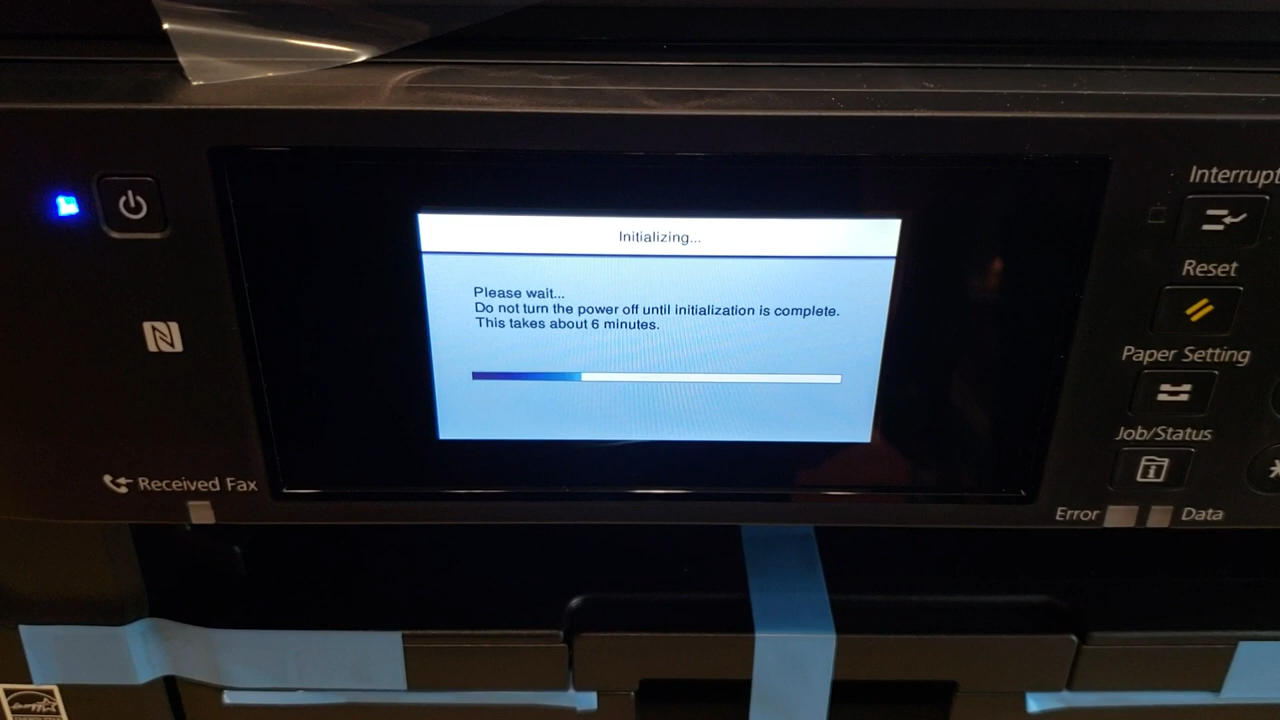 Initializing...
Please wait...
Do not turn the power off until initialization is complete.
This takes about 6 minutes.
Interrupt
Reset
Paper Setting
Job/Status
Received Fax
Error
Data